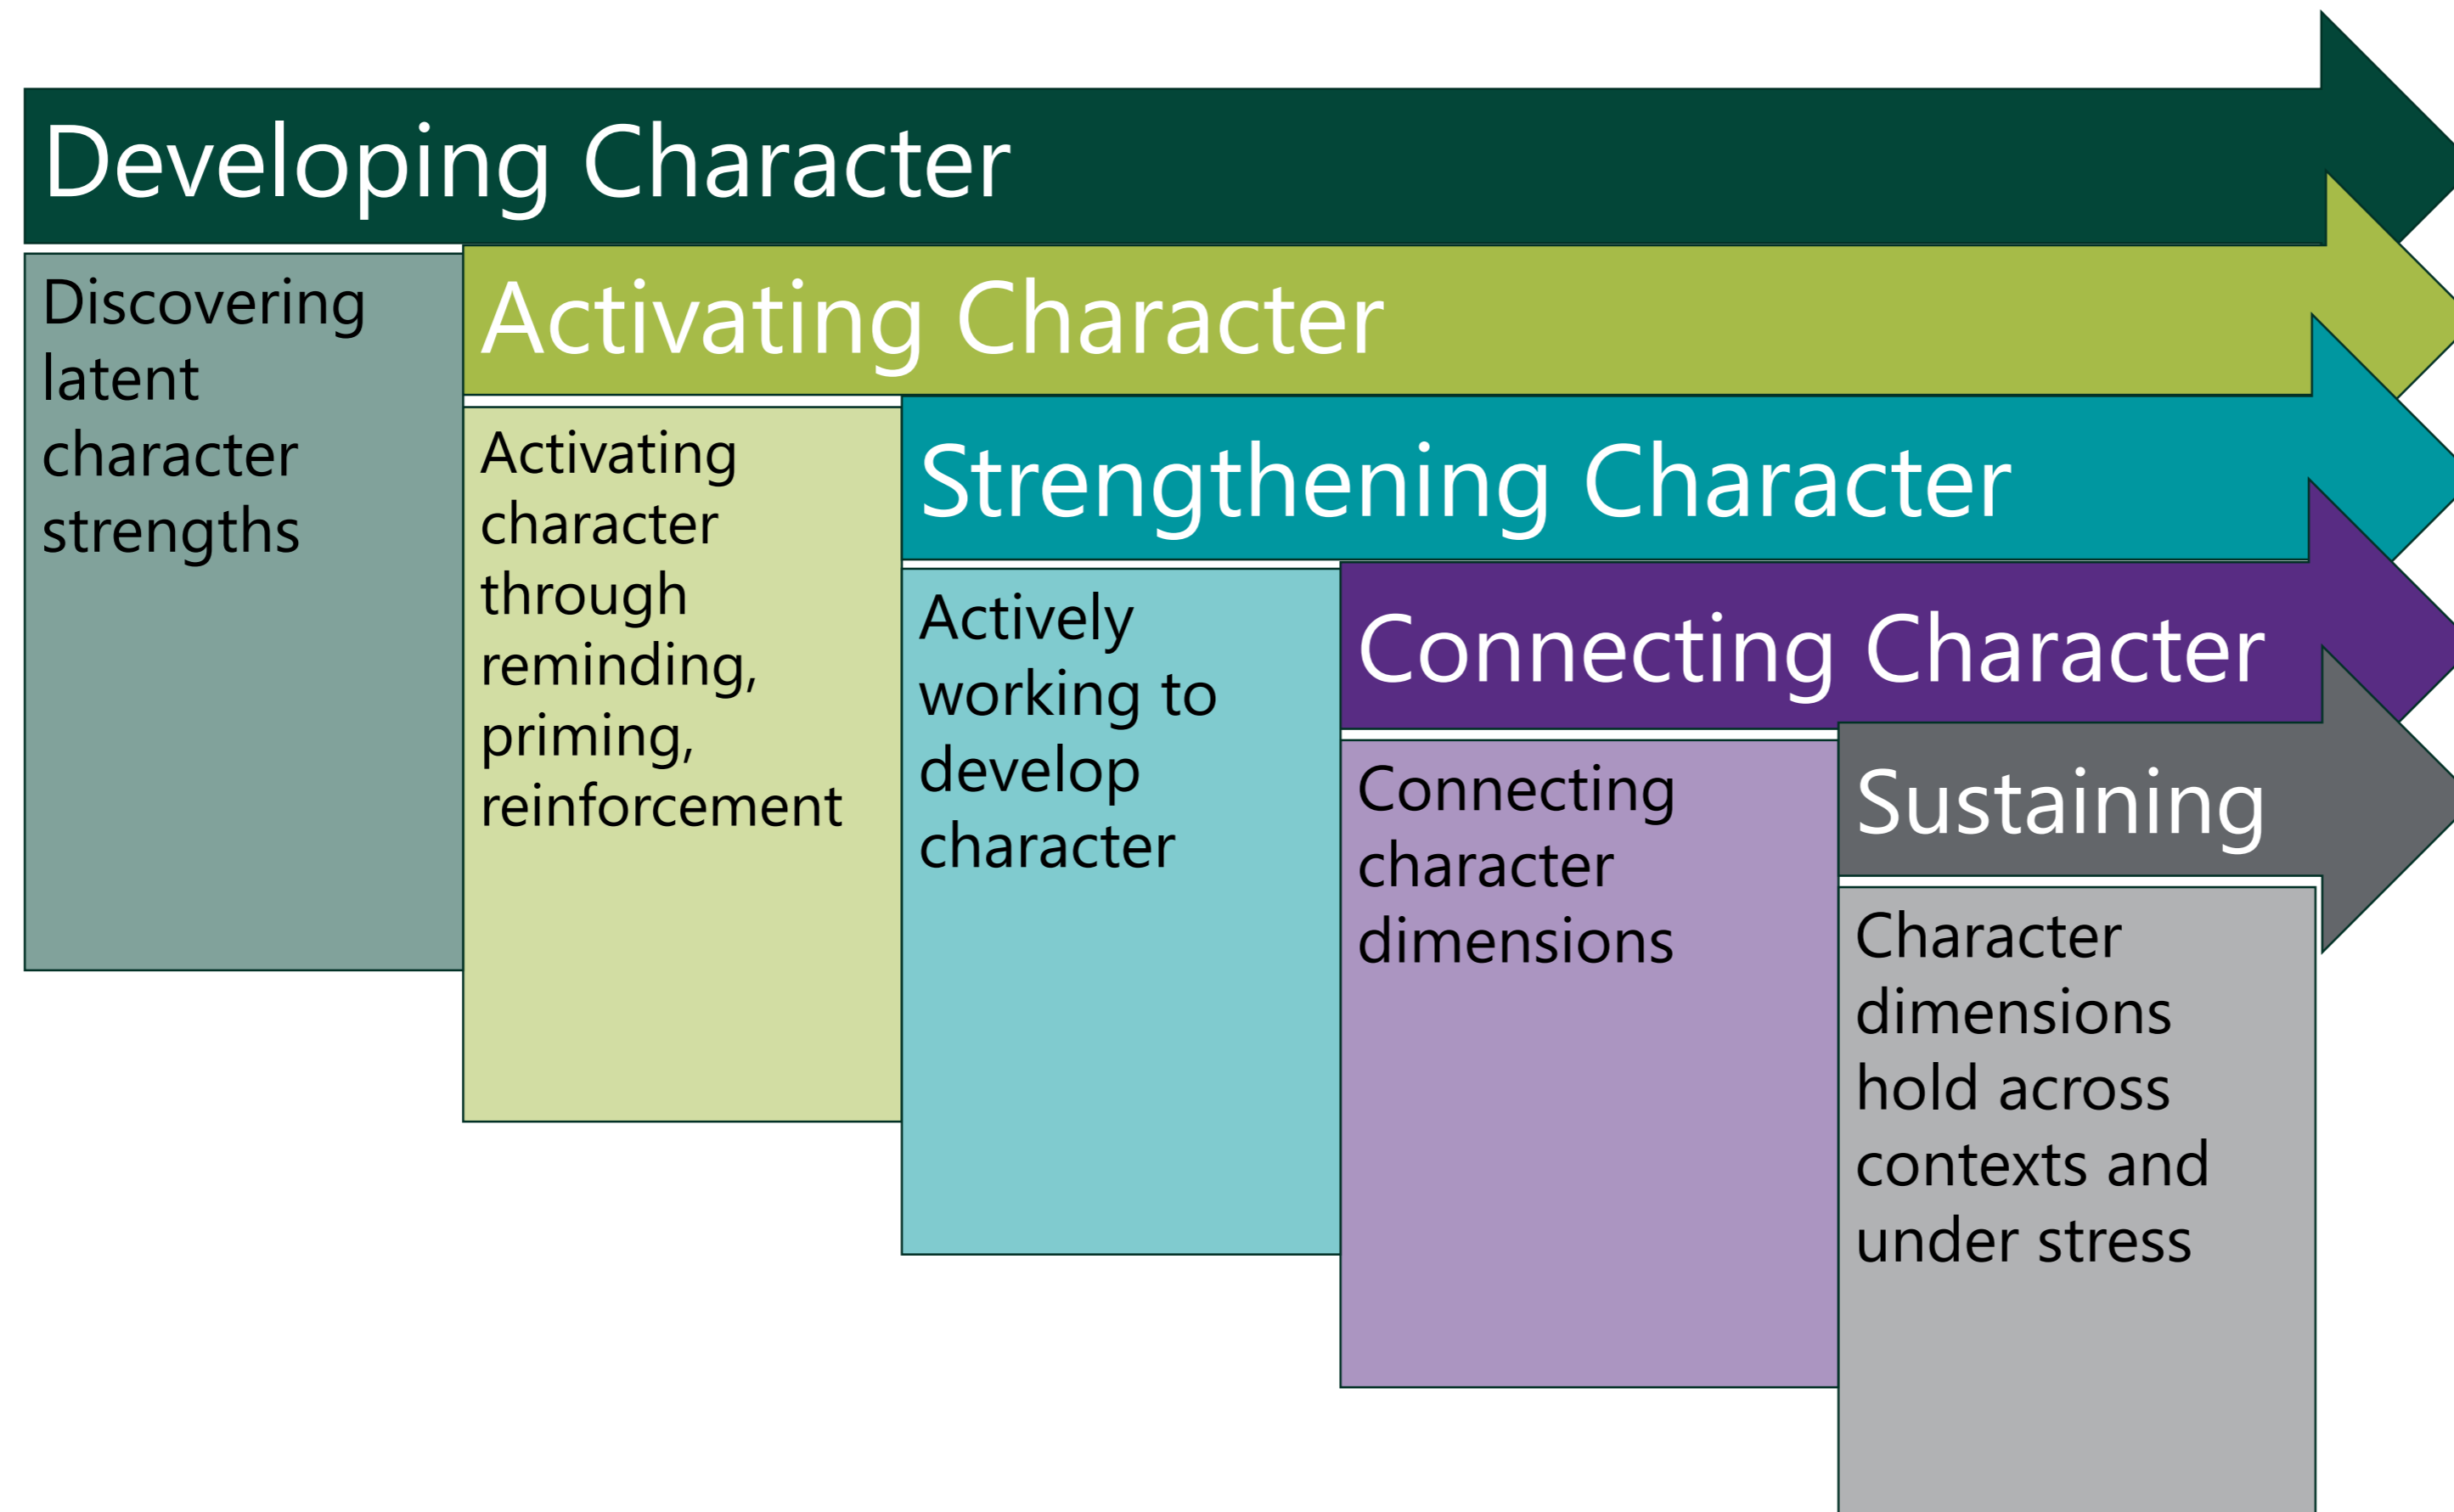 Developing Character
Discovering
latent
character
strengths
Activating Character
Activating
character
through
reminding,
priming,
reinforcement
Strengthening Character
Actively
working to
develop
character
Connecting Character
Connecting
character
dimensions
Sustaining
Character
dimensions
hold across
contexts and
under stress